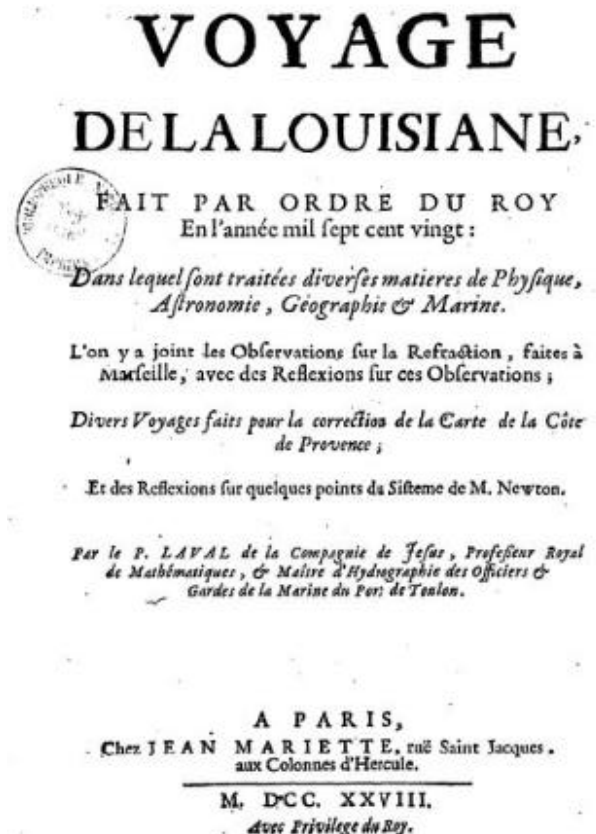 VOYAGE
DE LA LOUISIANE,
FAIT PAR ORDRE DU ROY
En l'année mil ſept cent vingt :
Dans lequel ſont traitées diverſes matieres de Phyſique,
Aſtronomie, Géographie & Marine.
L'on y a joint les Obſervations ſur la Refraction, faites à
Marſeille, avec des Reflexions ſur ces Obſervations ;
Divers Voyages faits pour la correction de la Carte de la Côte
de Provence ;
Et des Reflexions ſur quelques points du Siſteme de M. Newton.
Par le P. LAVAL de la Compagnie de Jeſus, Profeſſeur Royal
de Mathématiques, & Maître d'Hydrographie des Officiers &
Gardes de la Marine du Port de Toulon.
A PARIS,
Chez JEAN MARIETTE, ruë Saint Jacques.
aux Colonnes d'Hercule.
M. DCC. XXVIII.
Avec Privilege du Roy.